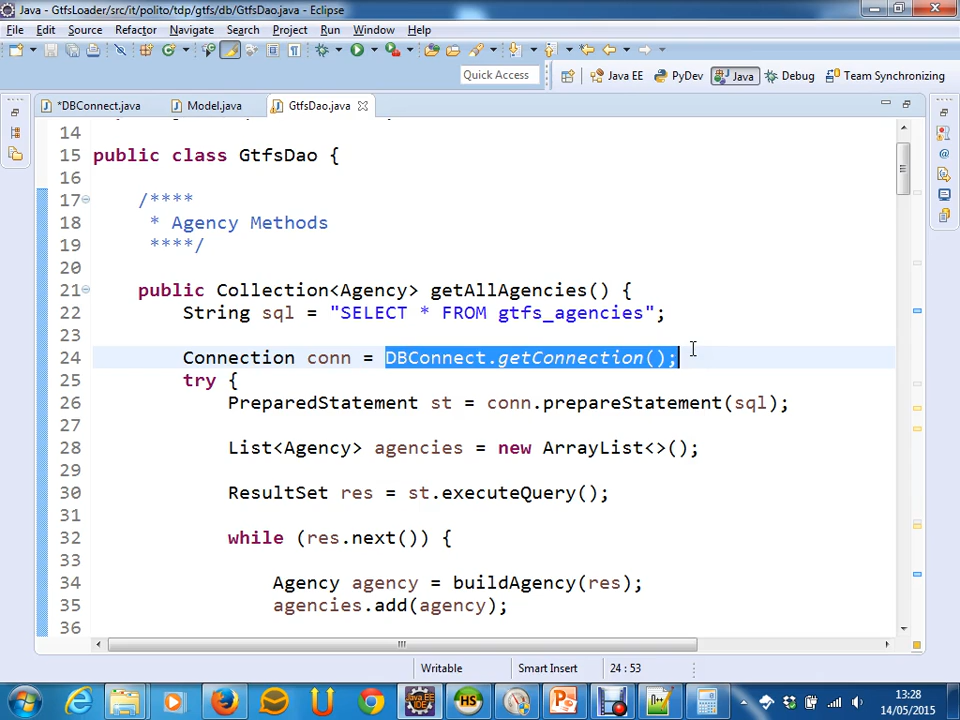 Java - GtfsLoader/src/it/polito/tdp/gtfs/db/GtfsDao.java - Eclipse
File Edit Source Refactor Navigate Search Project Run Window Help
Quick Access Java EE PyDev Java Debug Team Synchronizing
*DBConnect.java Model.java GtfsDao.java
14
15 public class GtfsDao {
16
17 /****
18 * Agency Methods
19 ****/
20
21 public Collection<Agency> getAllAgencies() {
22 String sql = "SELECT * FROM gtfs_agencies";
23
24 Connection conn = DBConnect.getConnection();
25 try {
26 PreparedStatement st = conn.prepareStatement(sql);
27
28 List<Agency> agencies = new ArrayList<>();
29
30 ResultSet res = st.executeQuery();
31
32 while (res.next()) {
33
34 Agency agency = buildAgency(res);
35 agencies.add(agency);
36
Writable Smart Insert 24 : 53
13:28
14/05/2015